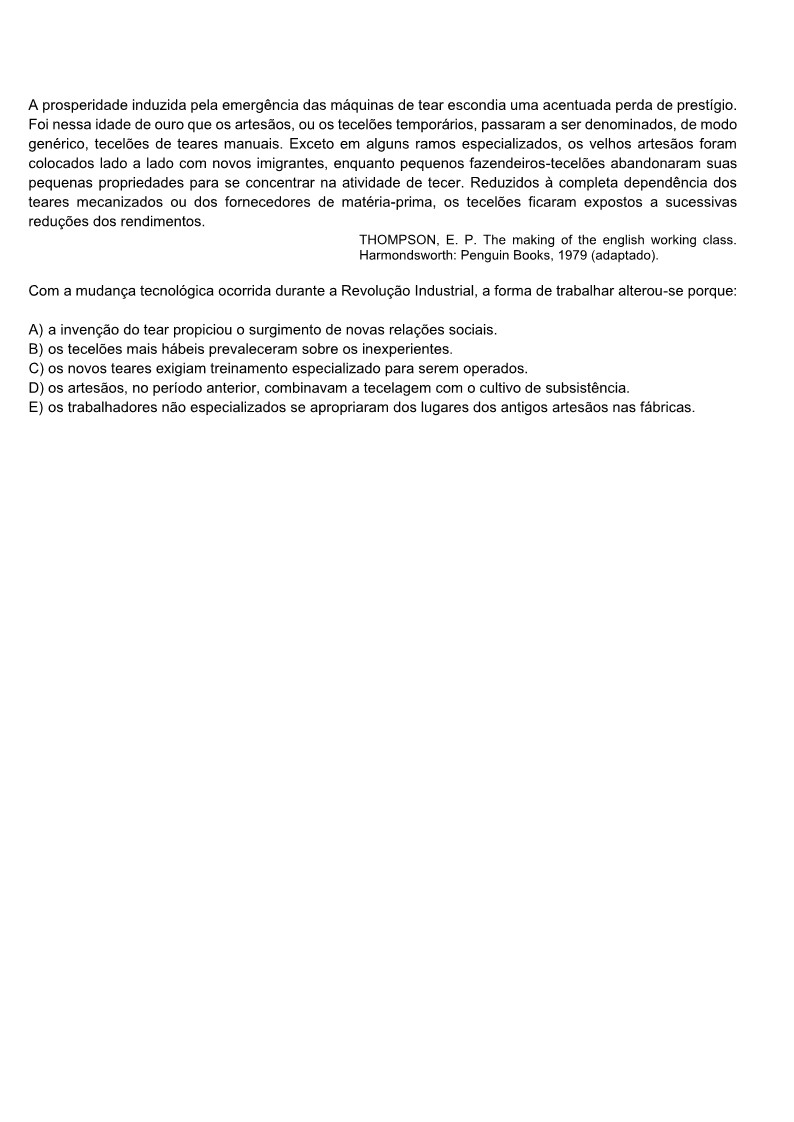 A prosperidade induzida pela emergência das máquinas de tear escondia uma acentuada perda de prestígio.
Foi nessa idade de ouro que os artesãos, ou os tecelões temporários, passaram a ser denominados, de modo
genérico, tecelões de teares manuais. Exceto em alguns ramos especializados, os velhos artesãos foram
colocados lado a lado com novos imigrantes, enquanto pequenos fazendeiros-tecelões abandonaram suas
pequenas propriedades para se concentrar na atividade de tecer. Reduzidos à completa dependência dos
teares mecanizados ou dos fornecedores de matéria-prima, os tecelões ficaram expostos a sucessivas
reduções dos rendimentos.
THOMPSON, E. P. The making of the english working class.
Harmondsworth: Penguin Books, 1979 (adaptado).
Com a mudança tecnológica ocorrida durante a Revolução Industrial, a forma de trabalhar alterou-se porque:
A) a invenção do tear propiciou o surgimento de novas relações sociais.
B) os tecelões mais hábeis prevaleceram sobre os inexperientes.
C) os novos teares exigiam treinamento especializado para serem operados.
D) os artesãos, no período anterior, combinavam a tecelagem com o cultivo de subsistência.
E) os trabalhadores não especializados se apropriaram dos lugares dos antigos artesãos nas fábricas.